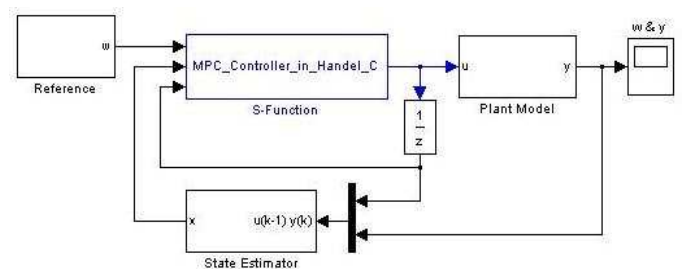 w & y
w
MPC_Controller_in_Handel_C
u
y
Reference
S-Function
Plant Model
1
z
x
u(k-1) y(k)
State Estimator